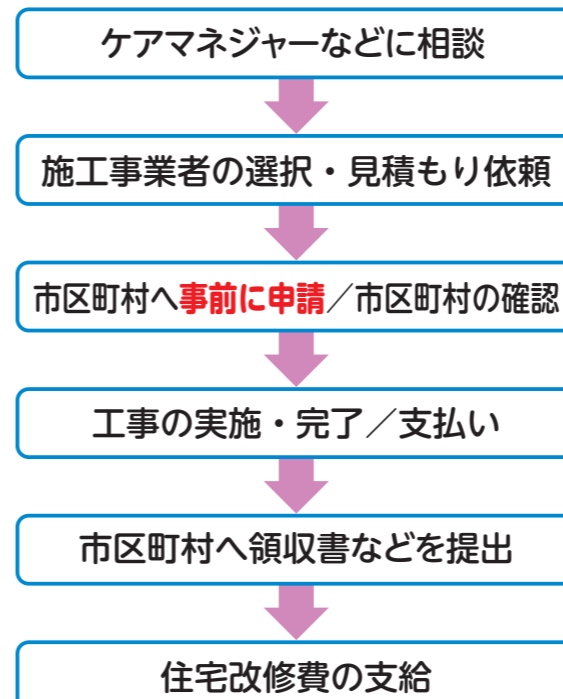 ケアマネジャーなどに相談
施工事業者の選択・見積もり依頼
市区町村へ事前に申請／市区町村の確認
工事の実施・完了／支払い
市区町村へ領収書などを提出
住宅改修費の支給